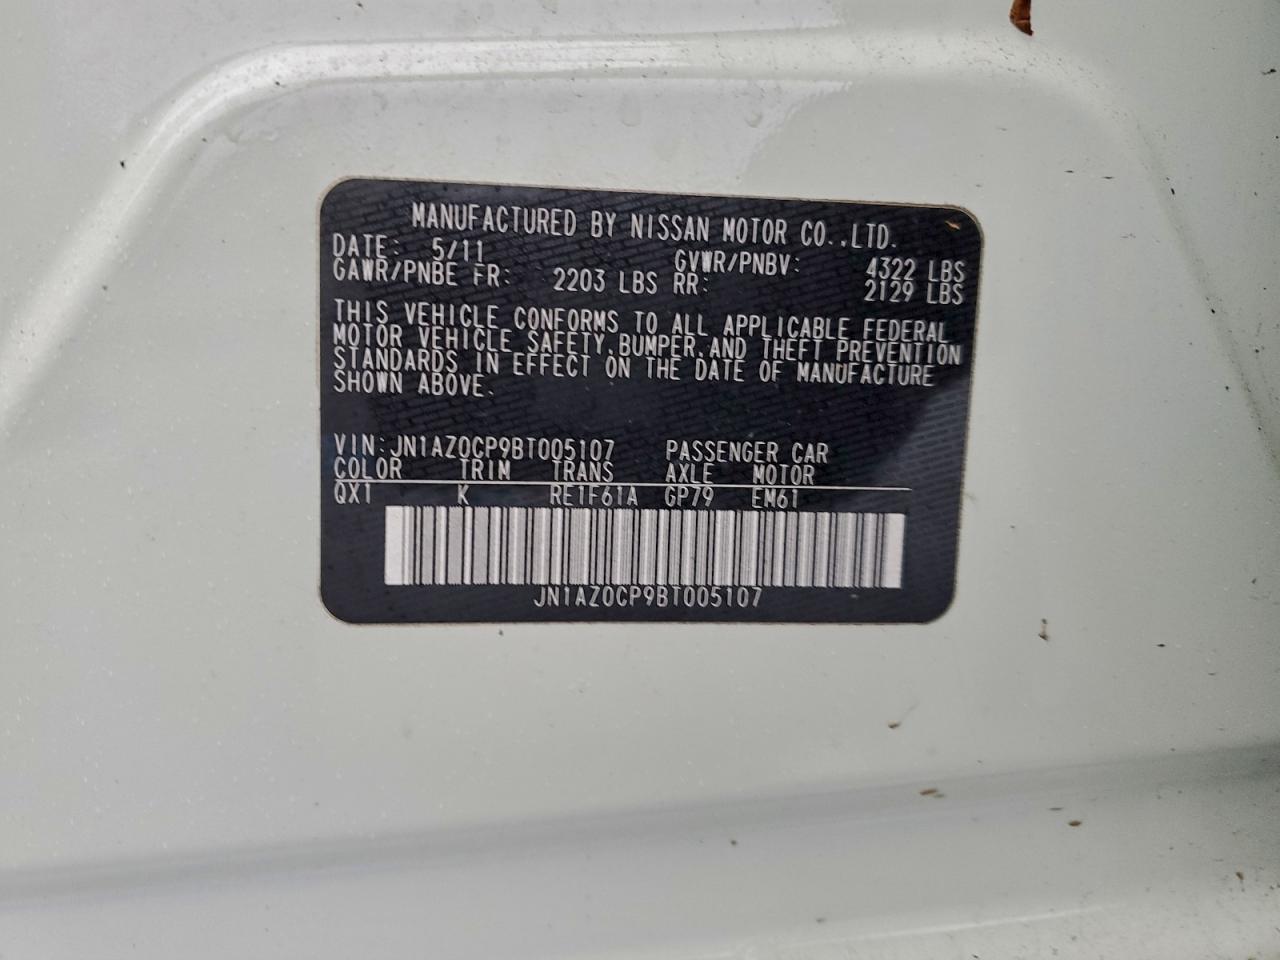 MANUFACTURED BY NISSAN MOTOR CO.,LTD.
DATE: 5/11 GVWR/PNBV: 4322 LBS
GAWR/PNBE FR: 2203 LBS RR: 2129 LBS
THIS VEHICLE CONFORMS TO ALL APPLICABLE FEDERAL
MOTOR VEHICLE SAFETY,BUMPER,AND THEFT PREVENTION
STANDARDS IN EFFECT ON THE DATE OF MANUFACTURE
SHOWN ABOVE.
VIN:JN1AZ0CP9BT005107 PASSENGER CAR
COLOR TRIM TRANS AXLE MOTOR
QX1 K RE1F61A GP79 EM61
JN1AZ0CP9BT005107